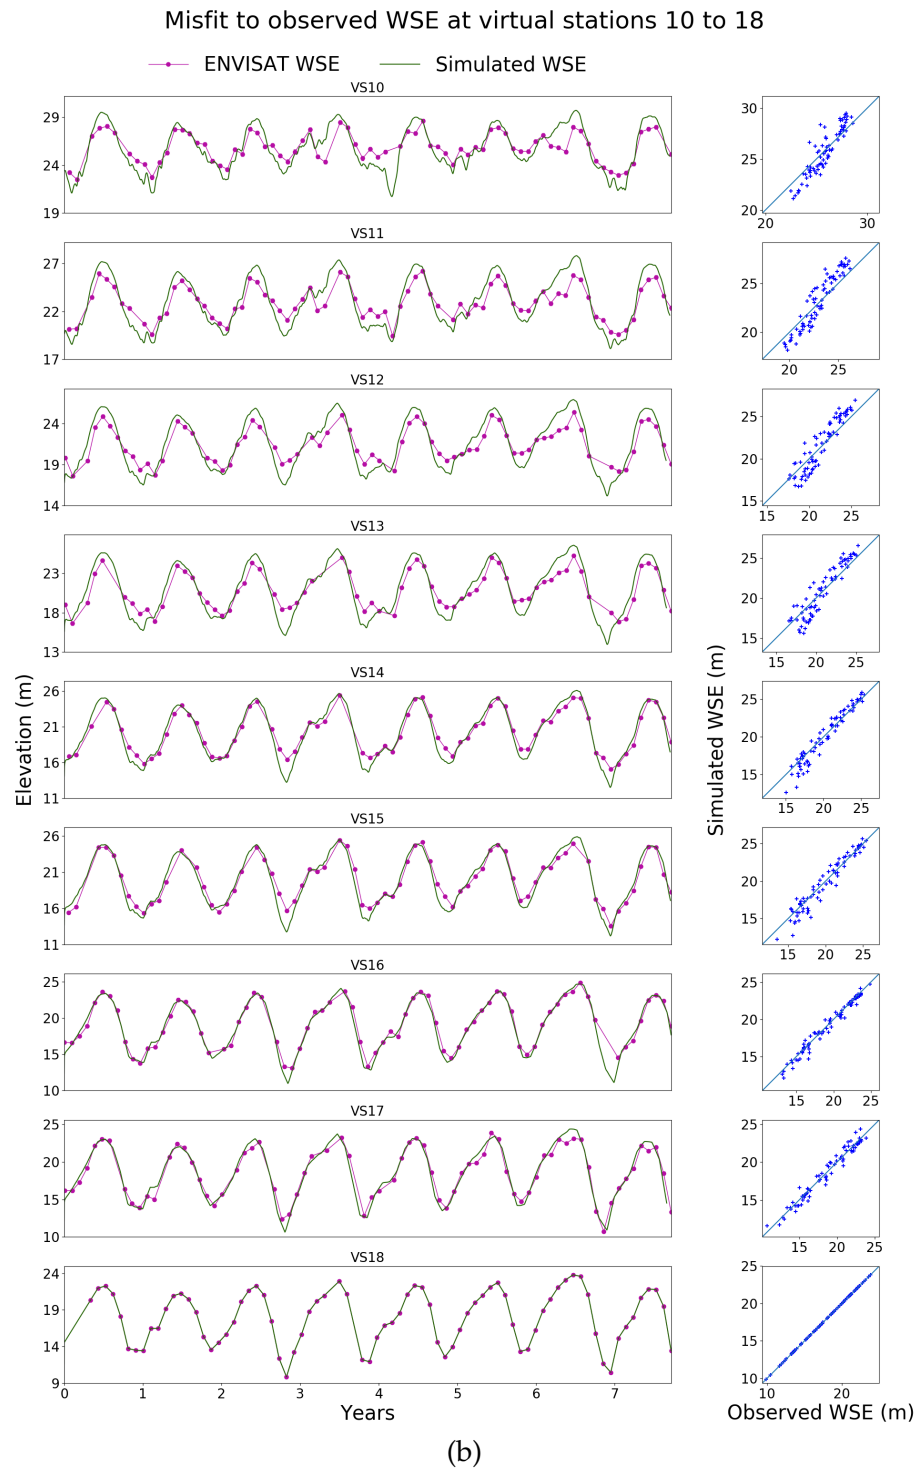 Misfit to observed WSE at virtual stations 10 to 18
ENVISAT WSE Simulated WSE
VS10
29
24
19
30
25
20
20 30
VS11
27
22
17
25
20
20 25
VS12
24
19
14
25
20
15
15 20 25
VS13
23
18
13
25
20
15
15 20 25
VS14
26
21
16
11
25
20
15
15 20 25
VS15
26
21
16
11
25
20
15
15 20 25
VS16
25
20
15
10
25
20
15
15 20 25
VS17
25
20
15
10
25
20
15
15 20 25
VS18
24
19
14
9
0 1 2 3 4 5 6 7
25
20
15
10
10 20
Elevation (m)
Simulated WSE (m)
Years
Observed WSE (m)
(b)